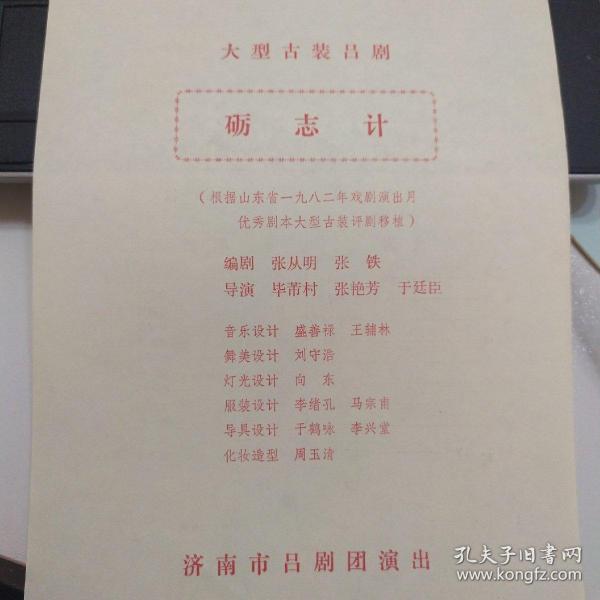 大型古装吕剧
砺志计
（根据山东省一九八二年戏剧演出月
优秀剧本大型古装评剧移植）
编剧 张从明 张铁
导演 毕芾村 张艳芳 于廷臣
音乐设计 盛善禄 王辅林
舞美设计 刘守浩
灯光设计 向东
服装设计 李绪孔 马宗甫
导具设计 于鹤咏 李兴堂
化妆造型 周玉清
济南市吕剧团演出
孔夫子旧书网
www.kongfz.com